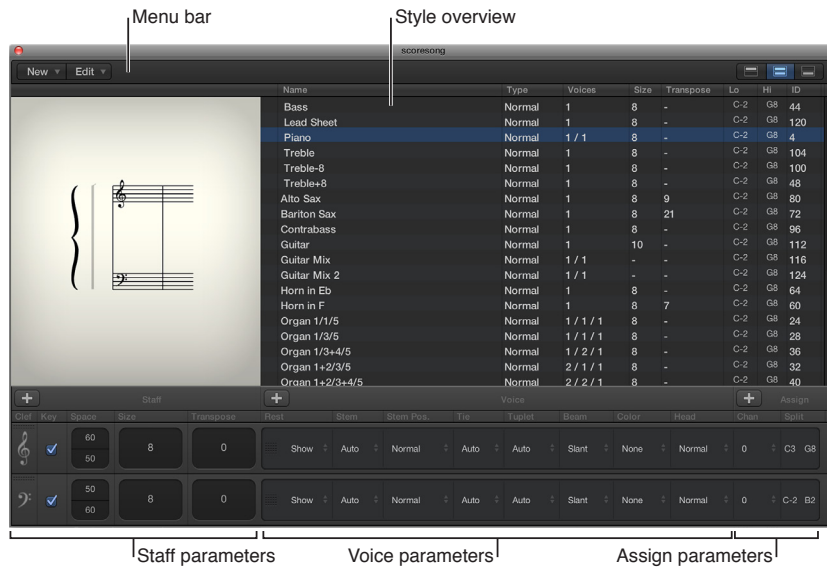 Menu bar Style overview
scoresong
New Edit
Name Type Voices Size Transpose Lo Hi ID
Bass Normal 1 8 - C-2 G8 44
Lead Sheet Normal 1 8 - C-2 G8 120
Piano Normal 1 / 1 8 - C-2 G8 4
Treble Normal 1 8 - C-2 G8 104
Treble-8 Normal 1 8 - C-2 G8 100
Treble+8 Normal 1 8 - C-2 G8 48
Alto Sax Normal 1 8 9 C-2 G8 80
Bariton Sax Normal 1 8 21 C-2 G8 72
Contrabass Normal 1 8 - C-2 G8 96
Guitar Normal 1 10 - C-2 G8 112
Guitar Mix Normal 1 / 1 - - C-2 G8 116
Guitar Mix 2 Normal 1 / 1 - - C-2 G8 124
Horn in Eb Normal 1 8 - C-2 G8 64
Horn in F Normal 1 8 7 C-2 G8 60
Organ 1/1/5 Normal 1 / 1 / 1 8 - C-2 G8 24
Organ 1/3/5 Normal 1 / 1 / 1 8 - C-2 G8 28
Organ 1/3+4/5 Normal 1 / 2 / 1 8 - C-2 G8 36
Organ 1+2/3/5 Normal 2 / 1 / 1 8 - C-2 G8 32
Organ 1+2/3+4/5 Normal 2 / 2 / 1 8 - C-2 G8 40
+ Staff + Voice + Assign
Clef Key Space Size Transpose Rest Stem Stem Pos. Tie Tuplet Beam Color Head Chan Split
60 50 8 0 Show Auto Normal Auto Auto Slant None Normal 0 C3 G8
50 60 8 0 Show Auto Normal Auto Auto Slant None Normal 0 C-2 B2
Staff parameters Voice parameters Assign parameters